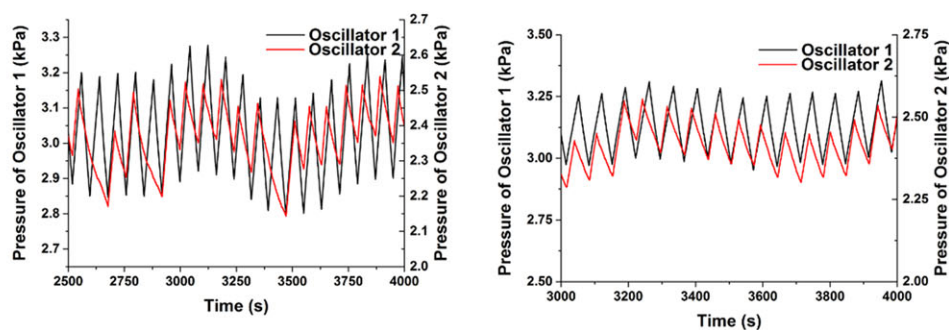 Pressure of Oscillator 1 (kPa)
3.3
3.2
3.1
3.0
2.9
2.8
2.7
Oscillator 1
Oscillator 2
2.7
2.6
2.5
2.4
2.3
2.2
2.1
2.0
Pressure of Oscillator 2 (kPa)
2500 2750 3000 3250 3500 3750 4000
Time (s)
Pressure of Oscillator 1 (kPa)
3.50
3.25
3.00
2.75
2.50
Oscillator 1
Oscillator 2
2.75
2.50
2.25
2.00
Pressure of Oscillator 2 (kPa)
3000 3200 3400 3600 3800 4000
Time (s)